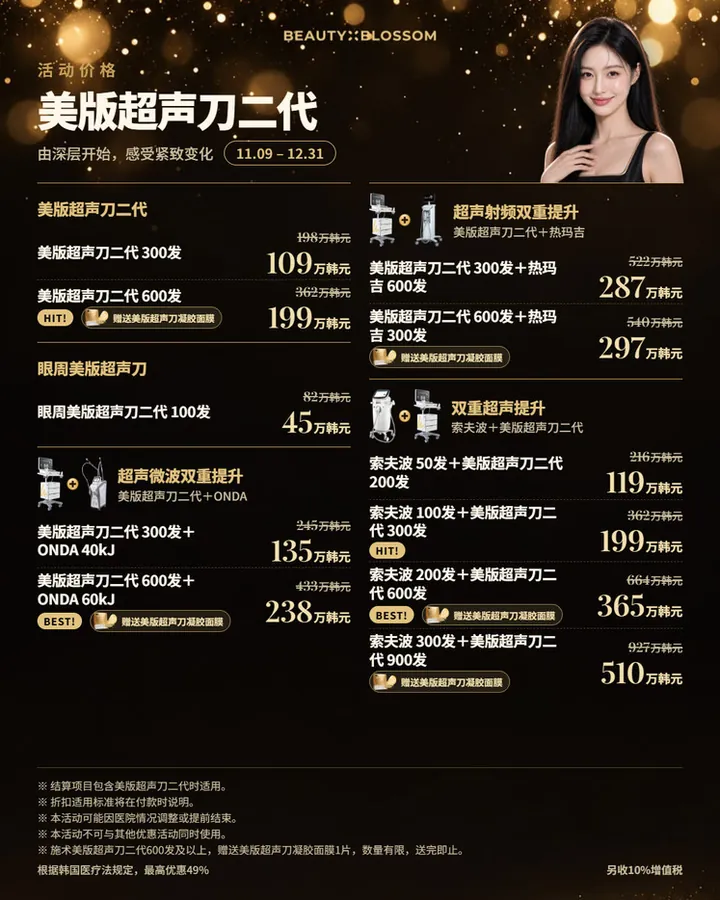 BEAUTY::BLOSSOM
活动价格
美版超声刀二代
由深层开始，感受紧致变化 11.09 – 12.31
美版超声刀二代
美版超声刀二代 300发
198万韩元
109万韩元
美版超声刀二代 600发
HIT! 赠送美版超声刀凝胶面膜
362万韩元
199万韩元
眼周美版超声刀
眼周美版超声刀二代 100发
82万韩元
45万韩元
超声微波双重提升
美版超声刀二代＋ONDA
美版超声刀二代 300发＋
ONDA 40kJ
245万韩元
135万韩元
美版超声刀二代 600发＋
ONDA 60kJ
BEST! 赠送美版超声刀凝胶面膜
433万韩元
238万韩元
超声射频双重提升
美版超声刀二代＋热玛吉
美版超声刀二代 300发＋热玛
吉 600发
522万韩元
287万韩元
美版超声刀二代 600发＋热玛
吉 300发
赠送美版超声刀凝胶面膜
540万韩元
297万韩元
双重超声提升
索夫波＋美版超声刀二代
索夫波 50发＋美版超声刀二代
200发
216万韩元
119万韩元
索夫波 100发＋美版超声刀二
代 300发
HIT!
362万韩元
199万韩元
索夫波 200发＋美版超声刀二
代 600发
BEST! 赠送美版超声刀凝胶面膜
664万韩元
365万韩元
索夫波 300发＋美版超声刀二
代 900发
赠送美版超声刀凝胶面膜
927万韩元
510万韩元
※ 结算项目包含美版超声刀二代时适用。
※ 折扣适用标准将在付款时说明。
※ 本活动可能因医院情况调整或提前结束。
※ 本活动不可与其他优惠活动同时使用。
※ 施术美版超声刀二代600发及以上，赠送美版超声刀凝胶面膜1片，数量有限，送完即止。
根据韩国医疗法规定，最高优惠49%
另收10%增值税